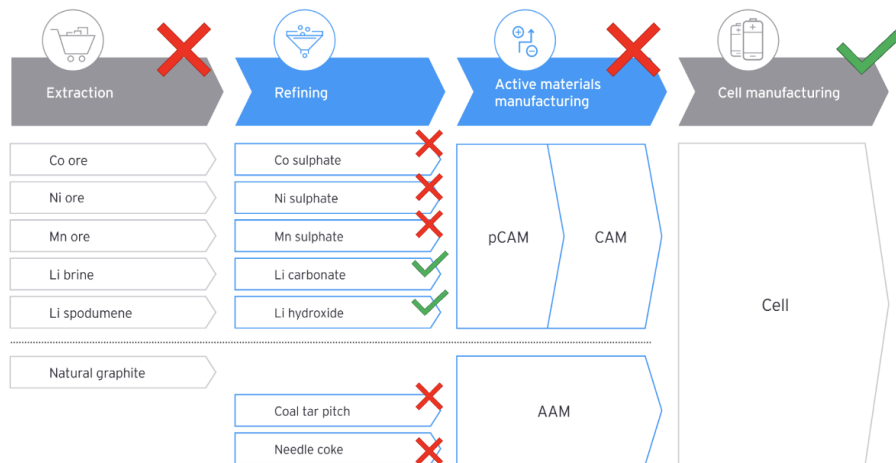 Extraction
Refining
Active materials
manufacturing
Cell manufacturing
Co ore
Co sulphate
Ni ore
Ni sulphate
Mn ore
Mn sulphate
pCAM
CAM
Li brine
Li carbonate
Li spodumene
Li hydroxide
Cell
Natural graphite
Coal tar pitch
AAM
Needle coke